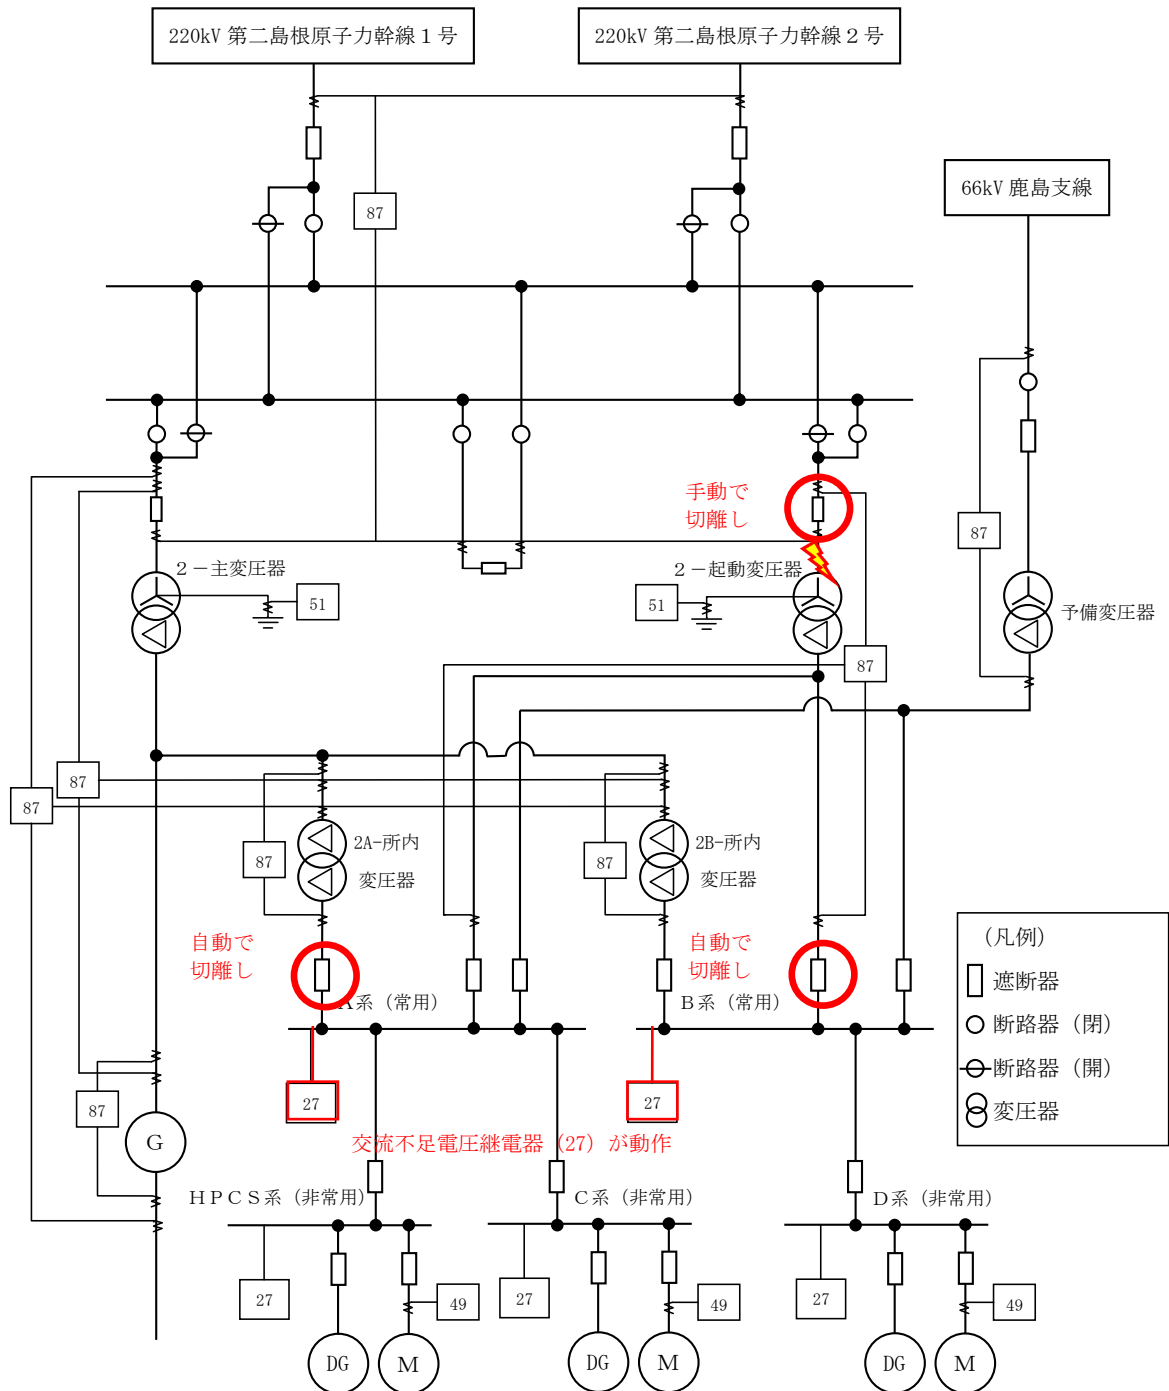 220kV 第二島根原子力幹線１号
220kV 第二島根原子力幹線２号
66kV 鹿島支線
87
手動で
切離し
87
２－主変圧器
51
２－起動変圧器
51
予備変圧器
87
87
87
87
2A-所内
変圧器
87
2B-所内
変圧器
自動で
切離し
自動で
切離し
A系（常用）
Ｂ系（常用）
（凡例）
遮断器
断路器（閉）
断路器（開）
変圧器
27
27
87
G
交流不足電圧継電器（27）が動作
ＨＰＣＳ系（非常用）
Ｃ系（非常用）
Ｄ系（非常用）
27
49
27
49
27
49
DG
M
DG
M
DG
M